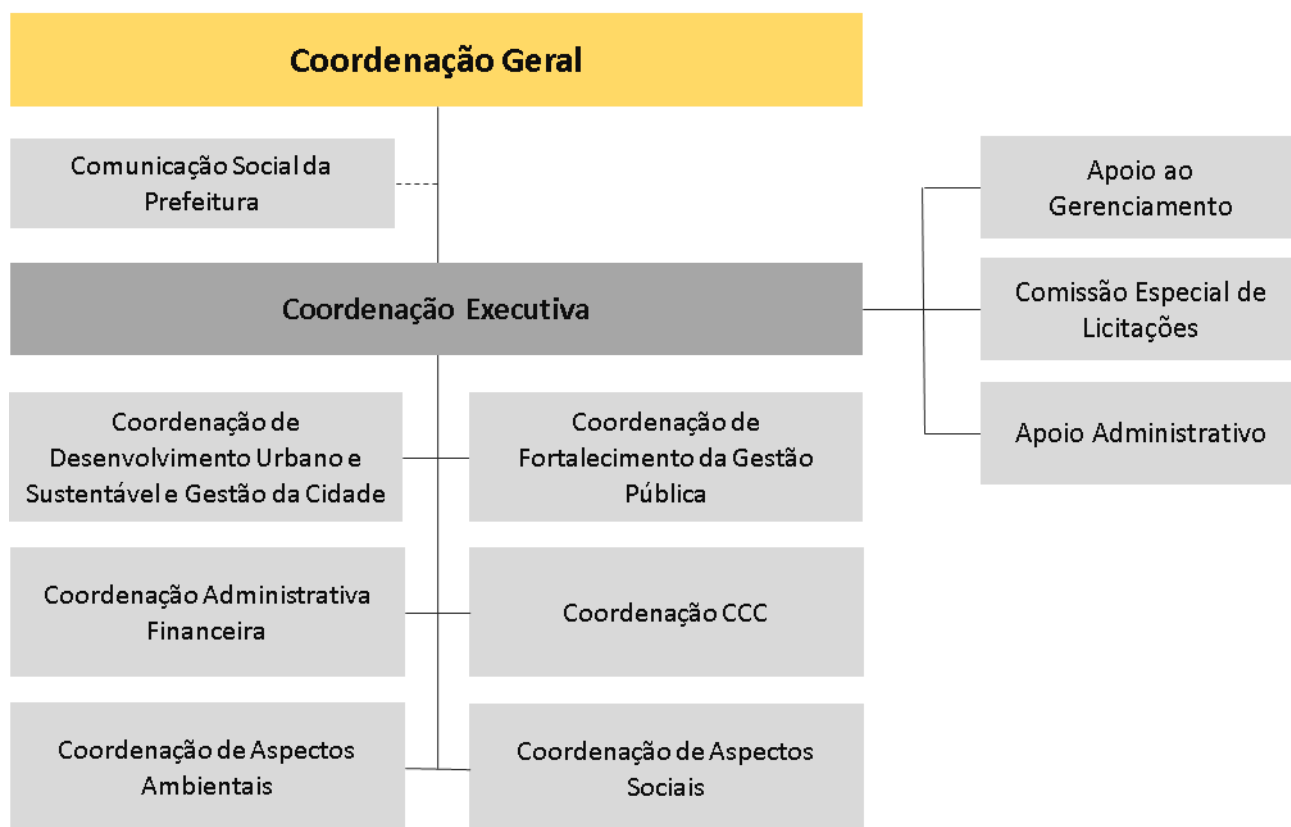 Coordenação Geral
Comunicação Social da
Prefeitura
Apoio ao
Gerenciamento
Coordenação Executiva
Comissão Especial de
Licitações
Apoio Administrativo
Coordenação de
Desenvolvimento Urbano e
Sustentável e Gestão da Cidade
Coordenação de
Fortalecimento da Gestão
Pública
Coordenação Administrativa
Financeira
Coordenação CCC
Coordenação de Aspectos
Ambientais
Coordenação de Aspectos
Sociais